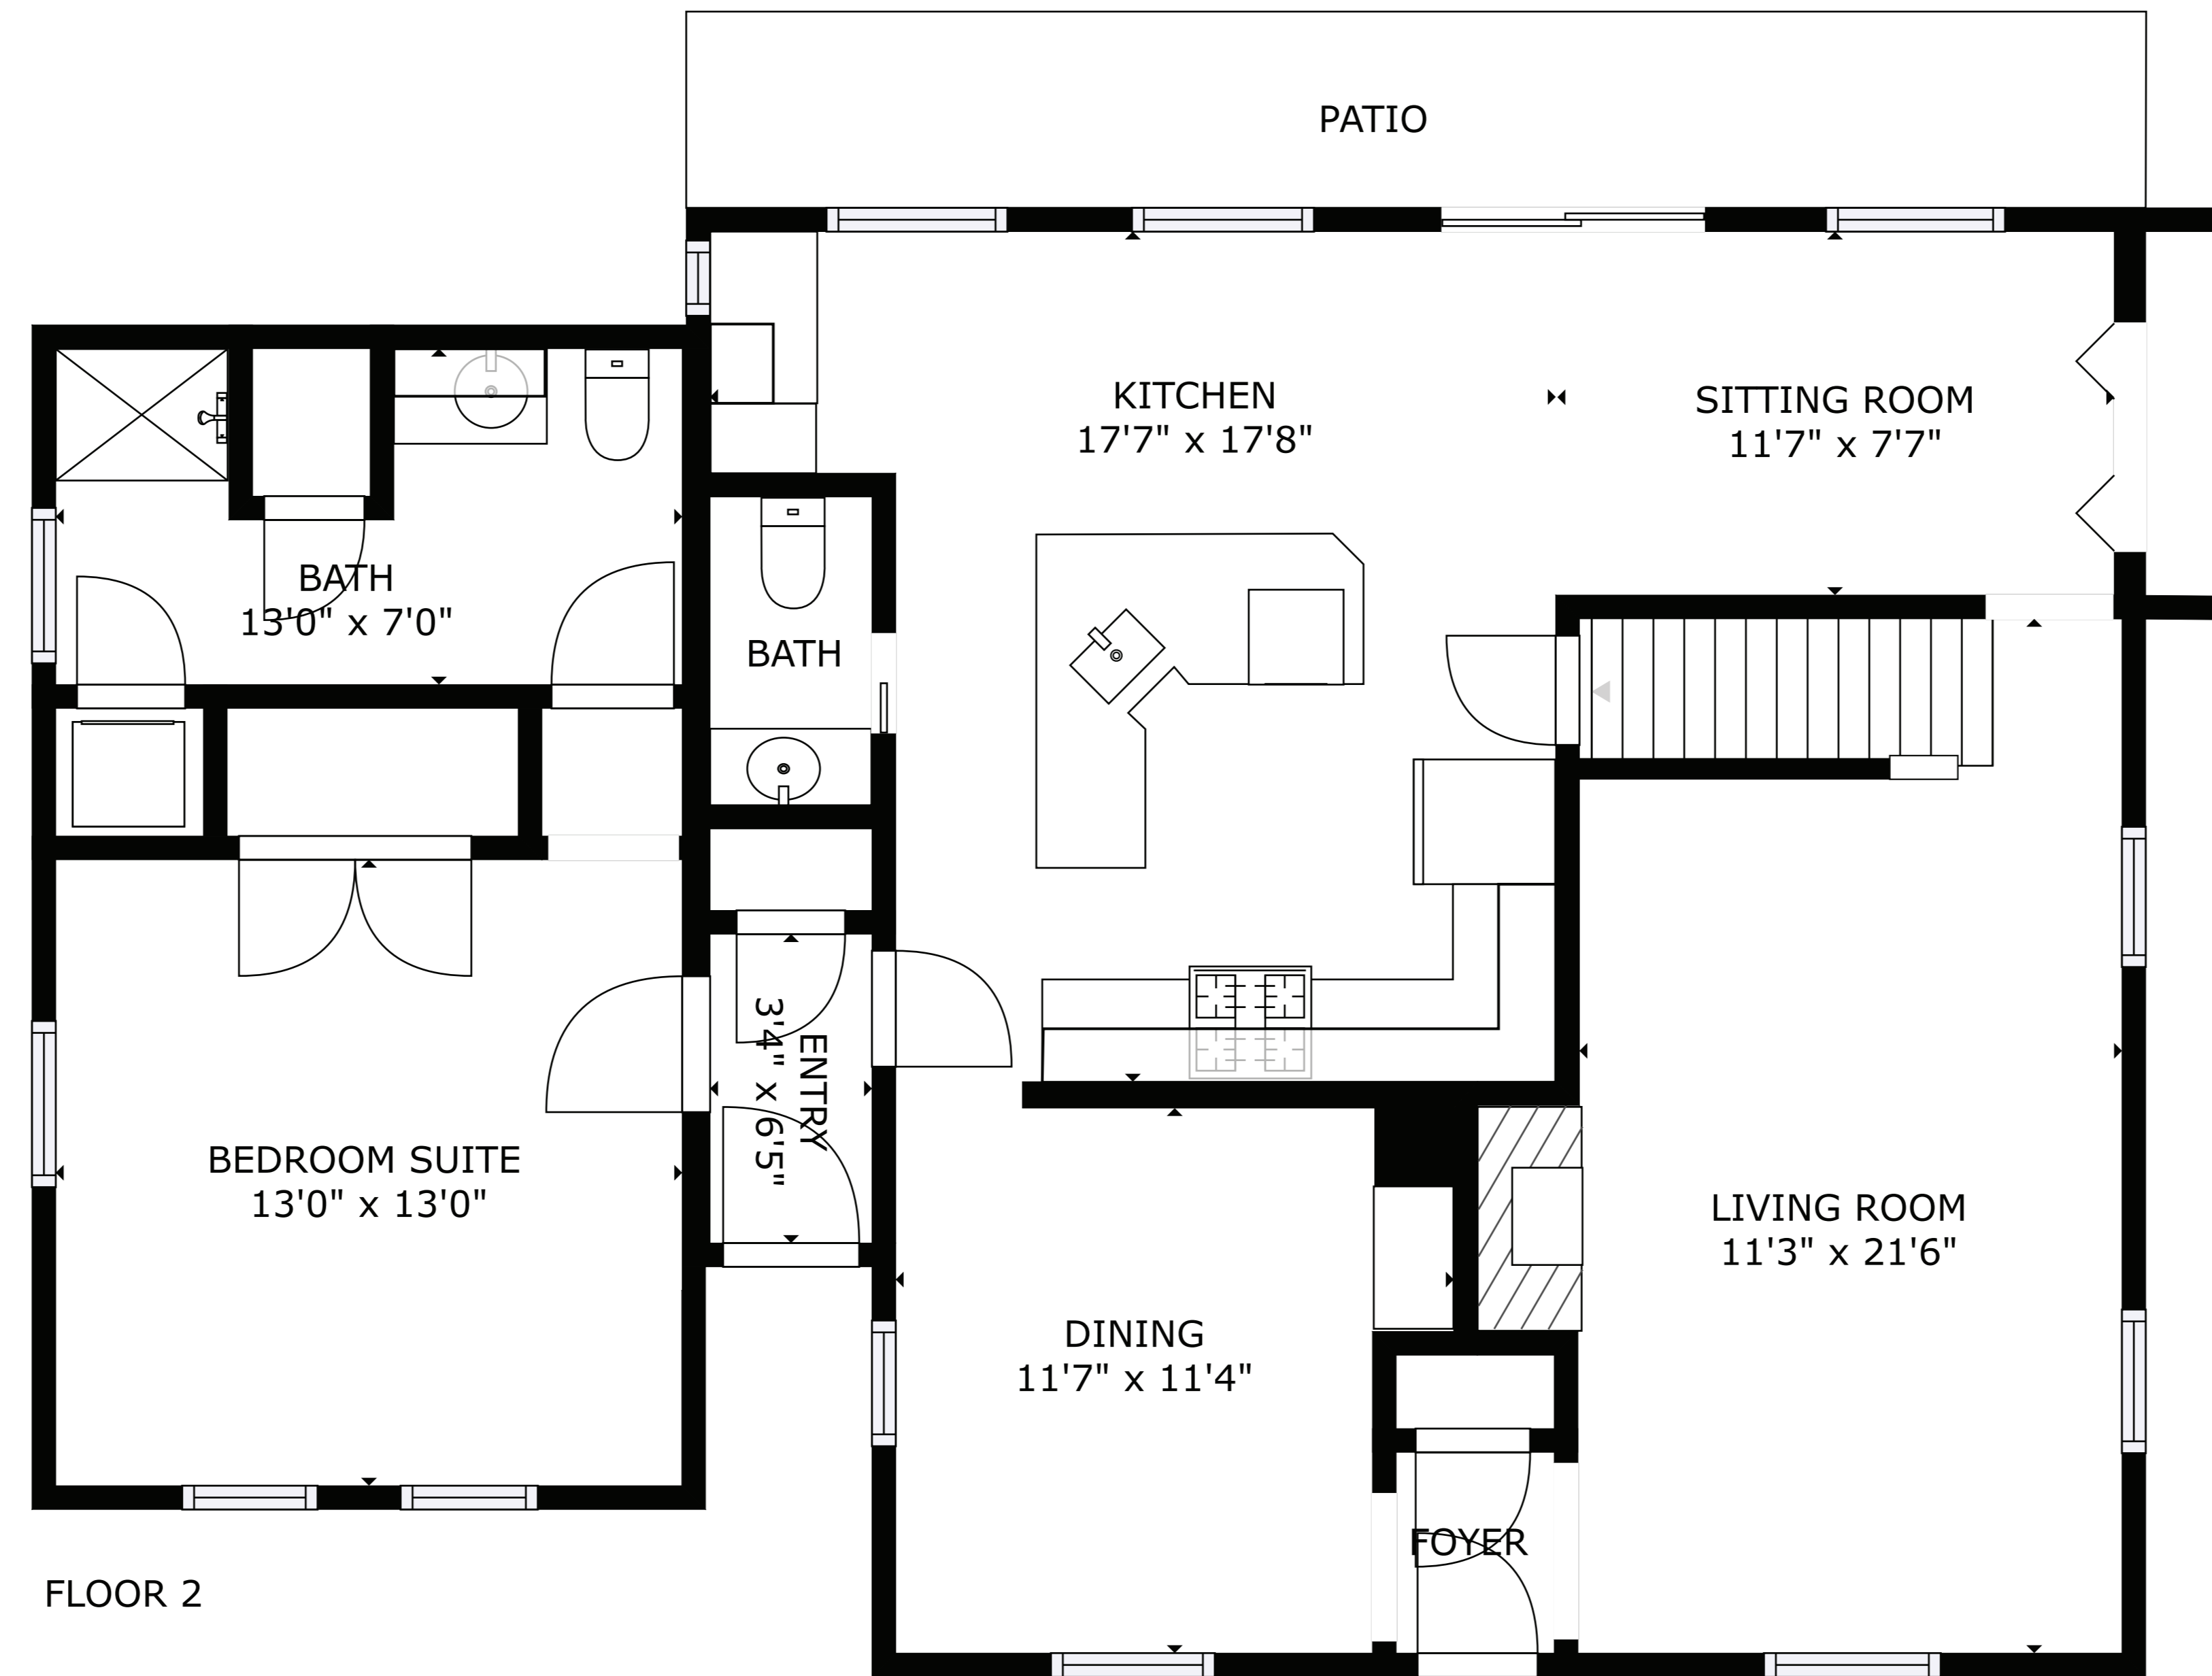 PATIO
KITCHEN
17'7" x 17'8"
SITTING ROOM
11'7" x 7'7"
BATH
13'0" x 7'0"
BATH
ENTRY
3'4" x 6'5"
BEDROOM SUITE
13'0" x 13'0"
LIVING ROOM
11'3" x 21'6"
DINING
11'7" x 11'4"
FOYER
FLOOR 2